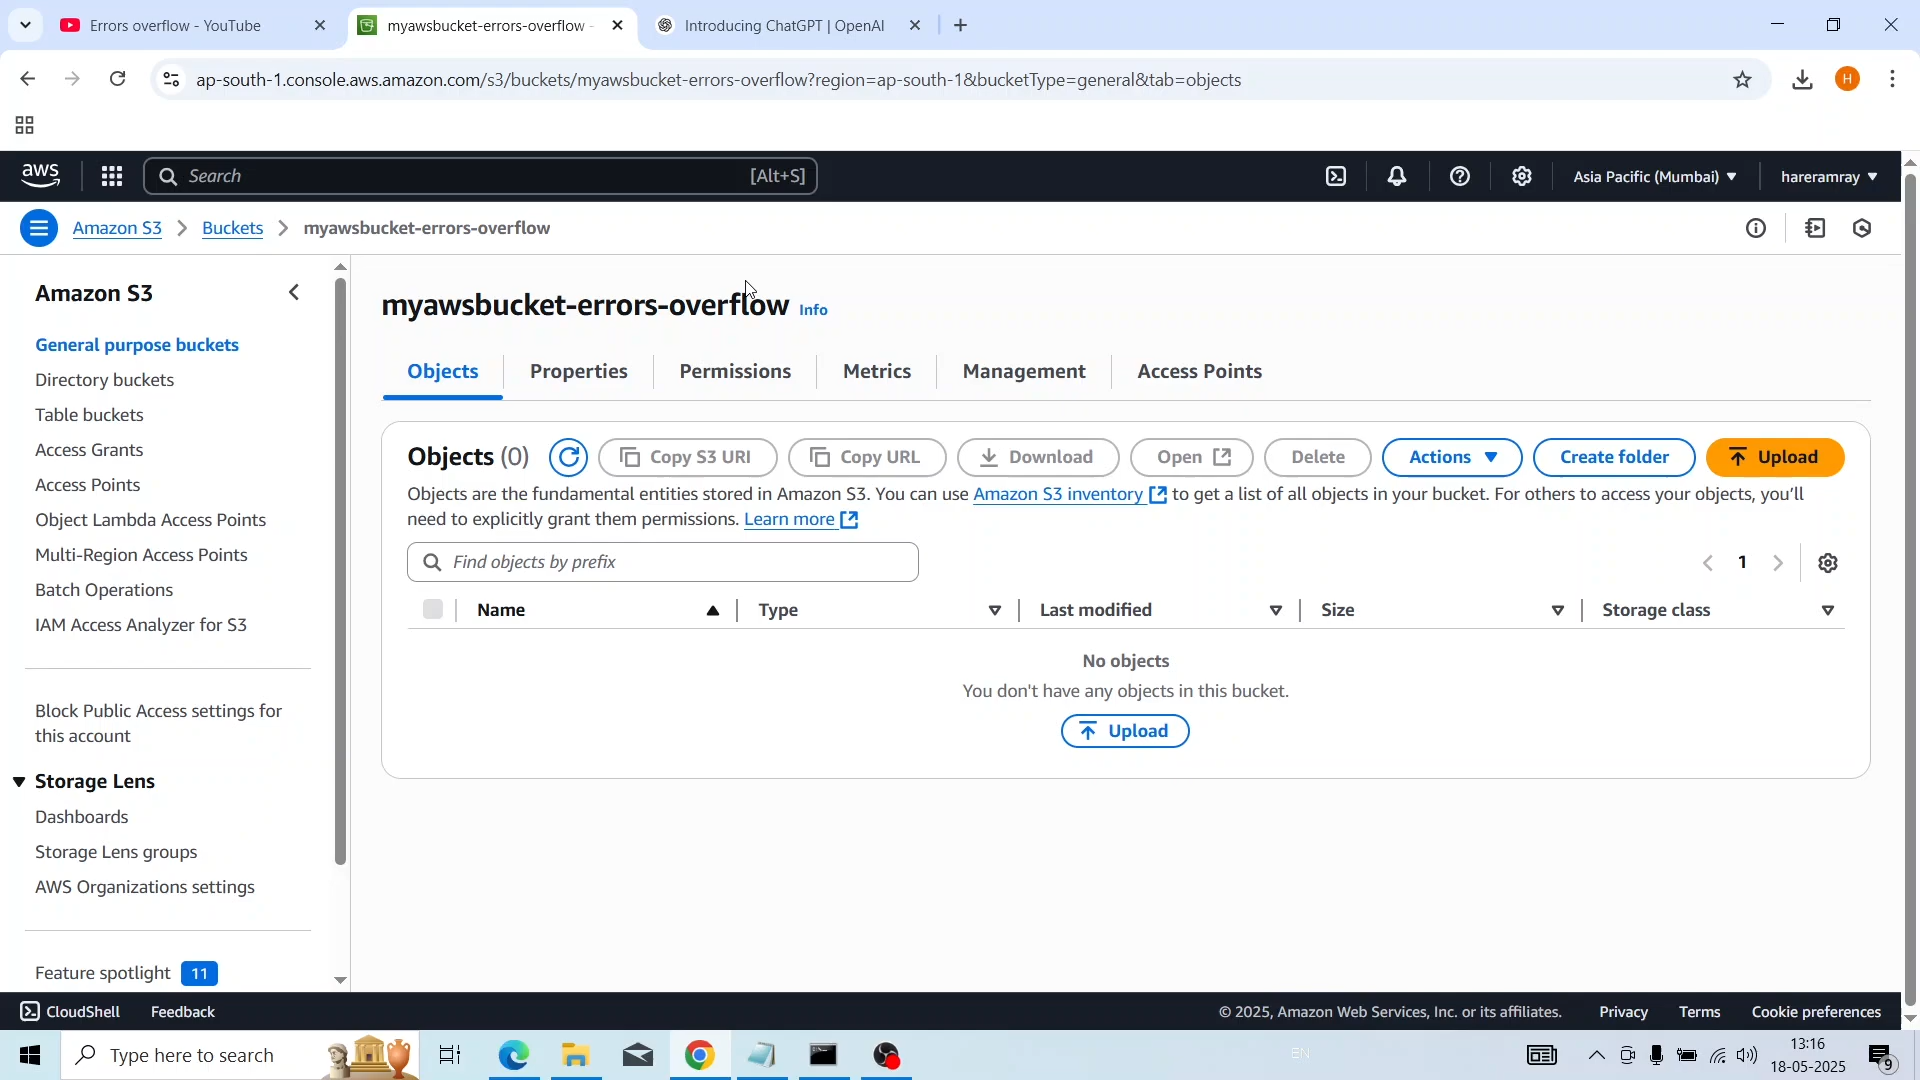 Errors overflow - YouTube
myawsbucket-errors-overflow -
Introducing ChatGPT | OpenAI
ap-south-1.console.aws.amazon.com/s3/buckets/myawsbucket-errors-overflow?region=ap-south-1&bucketType=general&tab=objects
H
aws
Search
[Alt+S]
Asia Pacific (Mumbai)
hareramray
Amazon S3
Buckets
myawsbucket-errors-overflow
Amazon S3
General purpose buckets
Directory buckets
Table buckets
Access Grants
Access Points
Object Lambda Access Points
Multi-Region Access Points
Batch Operations
IAM Access Analyzer for S3
Block Public Access settings for
this account
Storage Lens
Dashboards
Storage Lens groups
AWS Organizations settings
Feature spotlight 11
myawsbucket-errors-overflow Info
Objects
Properties
Permissions
Metrics
Management
Access Points
Objects (0)
Copy S3 URI
Copy URL
Download
Open
Delete
Actions
Create folder
Upload
Objects are the fundamental entities stored in Amazon S3. You can use Amazon S3 inventory to get a list of all objects in your bucket. For others to access your objects, you'll
need to explicitly grant them permissions. Learn more
Find objects by prefix
1
Name
Type
Last modified
Size
Storage class
No objects
You don't have any objects in this bucket.
Upload
CloudShell
Feedback
© 2025, Amazon Web Services, Inc. or its affiliates.
Privacy
Terms
Cookie preferences
Type here to search
EN
13:16
18-05-2025
9